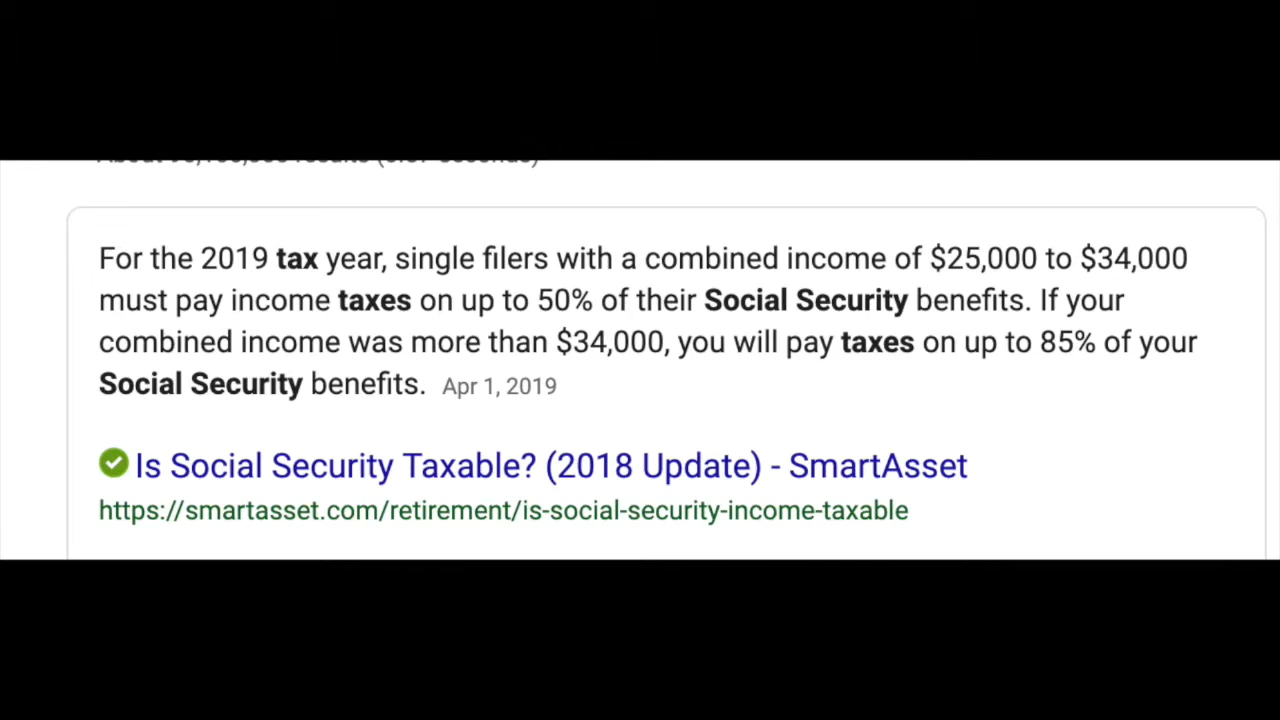 For the 2019 tax year, single filers with a combined income of $25,000 to $34,000
must pay income taxes on up to 50% of their Social Security benefits. If your
combined income was more than $34,000, you will pay taxes on up to 85% of your
Social Security benefits. Apr 1, 2019
Is Social Security Taxable? (2018 Update) - SmartAsset
https://smartasset.com/retirement/is-social-security-income-taxable